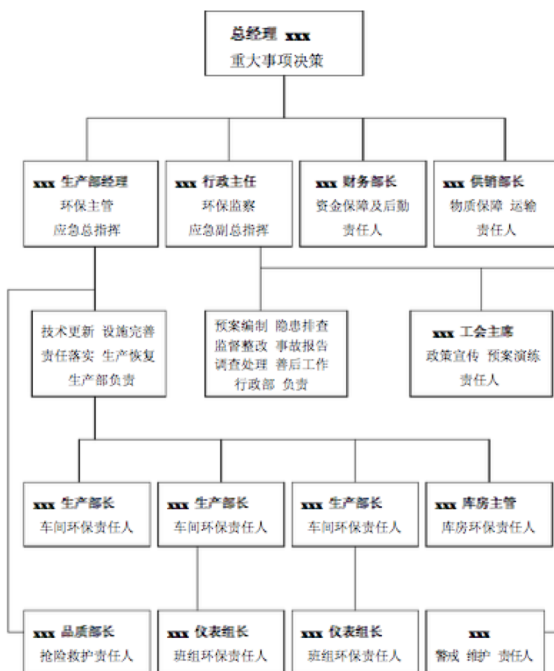 总经理 xxx
重大事项决策
xxx 生产部经理
环保主管
应急总指挥
xxx 行政主任
环保监察
应急副总指挥
xxx 财务部长
资金保障及后勤
责任人
xxx 供销部长
物质保障 运输
责任人
技术更新 设施完善
责任落实 生产恢复
生产部负责
预案编制 隐患排查
监督整改 事故报告
调查处理 善后工作
行政部 负责
xxx 工会主席
政策宣传 预案演练
责任人
xxx 生产部长
车间环保责任人
xxx 生产部长
车间环保责任人
xxx 生产部长
车间环保责任人
xxx 库房主管
库房环保责任人
xxx 品质部长
抢险救护责任人
xxx 仪表组长
班组环保责任人
xxx 仪表组长
班组环保责任人
xxx
警戒 维护 责任人